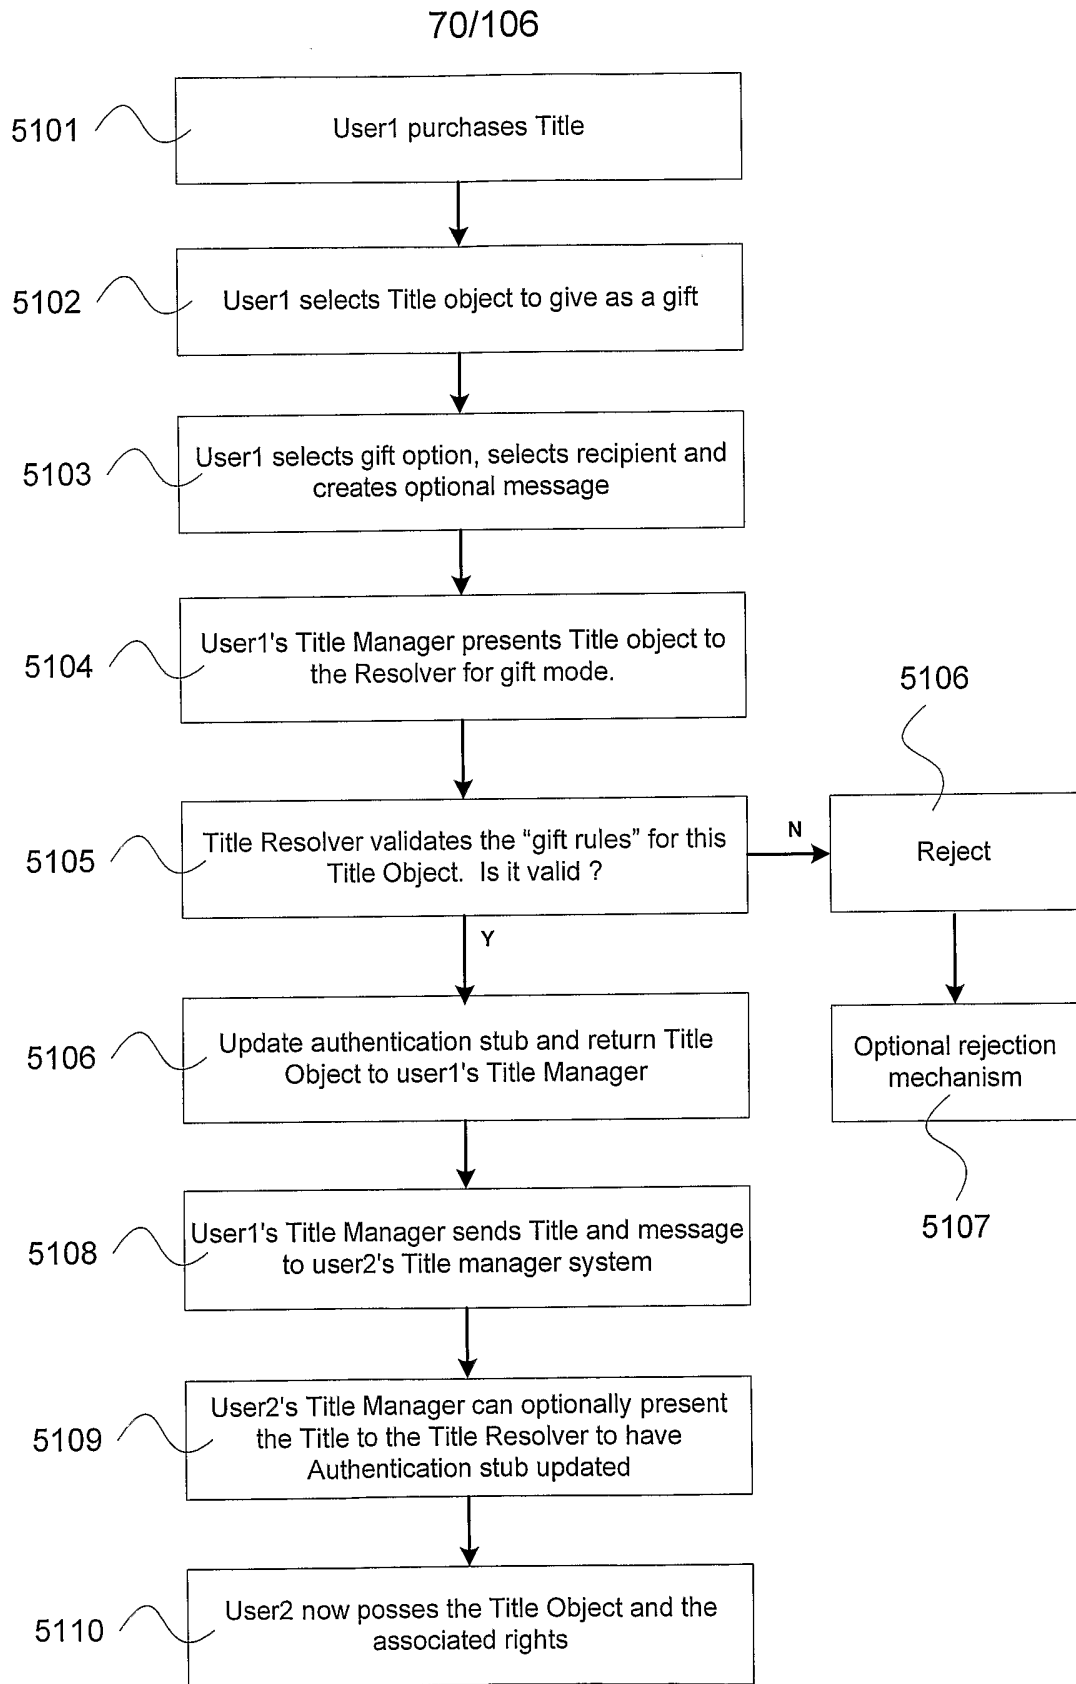 70/106
5101
User1 purchases Title
5102
User1 selects Title object to give as a gift
5103
User1 selects gift option, selects recipient and
creates optional message
5104
User1's Title Manager presents Title object to
the Resolver for gift mode.
5106
5105
Title Resolver validates the “gift rules” for this
Title Object. Is it valid ?
N
Reject
Y
5106
Update authentication stub and return Title
Object to user1's Title Manager
Optional rejection
mechanism
5107
5108
User1's Title Manager sends Title and message
to user2's Title manager system
5109
User2's Title Manager can optionally present
the Title to the Title Resolver to have
Authentication stub updated
5110
User2 now posses the Title Object and the
associated rights